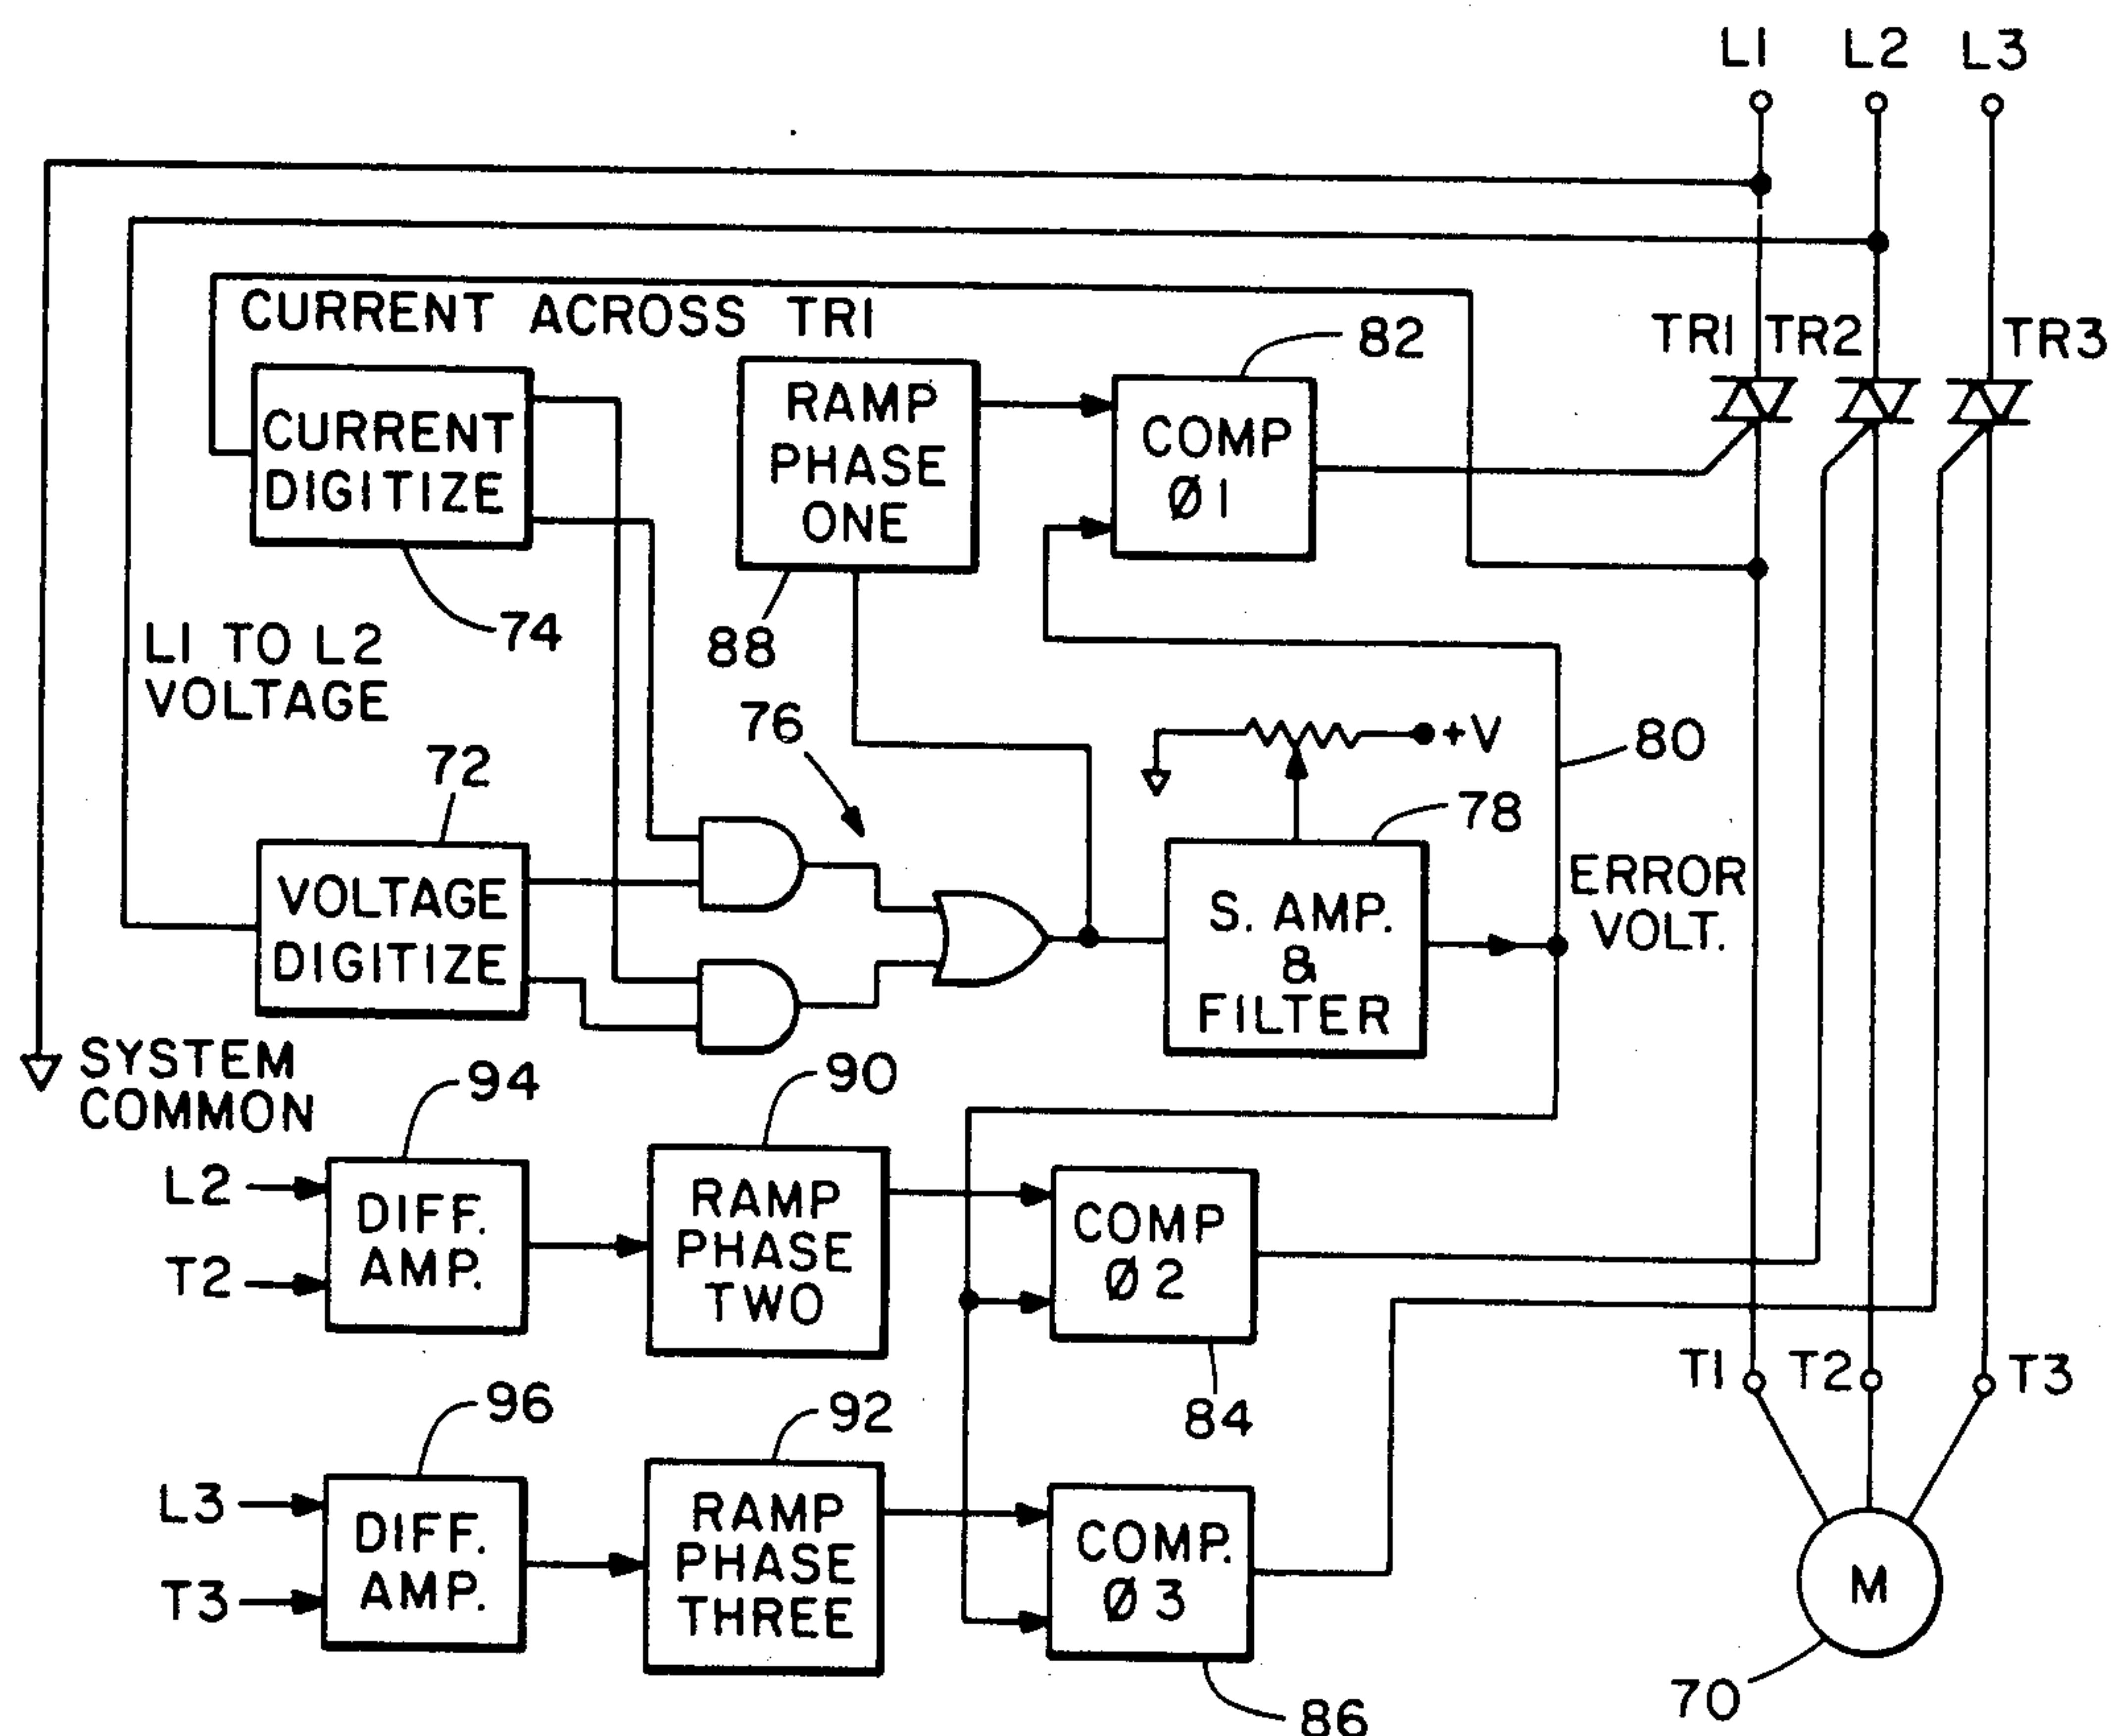 L1 L2 L3
CURRENT ACROSS TR1
TR1 TR2 TR3
82
CURRENT
DIGITIZE
RAMP
PHASE
ONE
COMP
Ø1
74
88
L1 TO L2
VOLTAGE
76
+V
80
72
78
VOLTAGE
DIGITIZE
S. AMP.
&
FILTER
ERROR
VOLT.
SYSTEM
COMMON
94
90
L2
T2
DIFF.
AMP.
RAMP
PHASE
TWO
COMP
Ø2
84
T1 T2 T3
96
92
L3
T3
DIFF.
AMP.
RAMP
PHASE
THREE
COMP.
Ø3
86
M
70